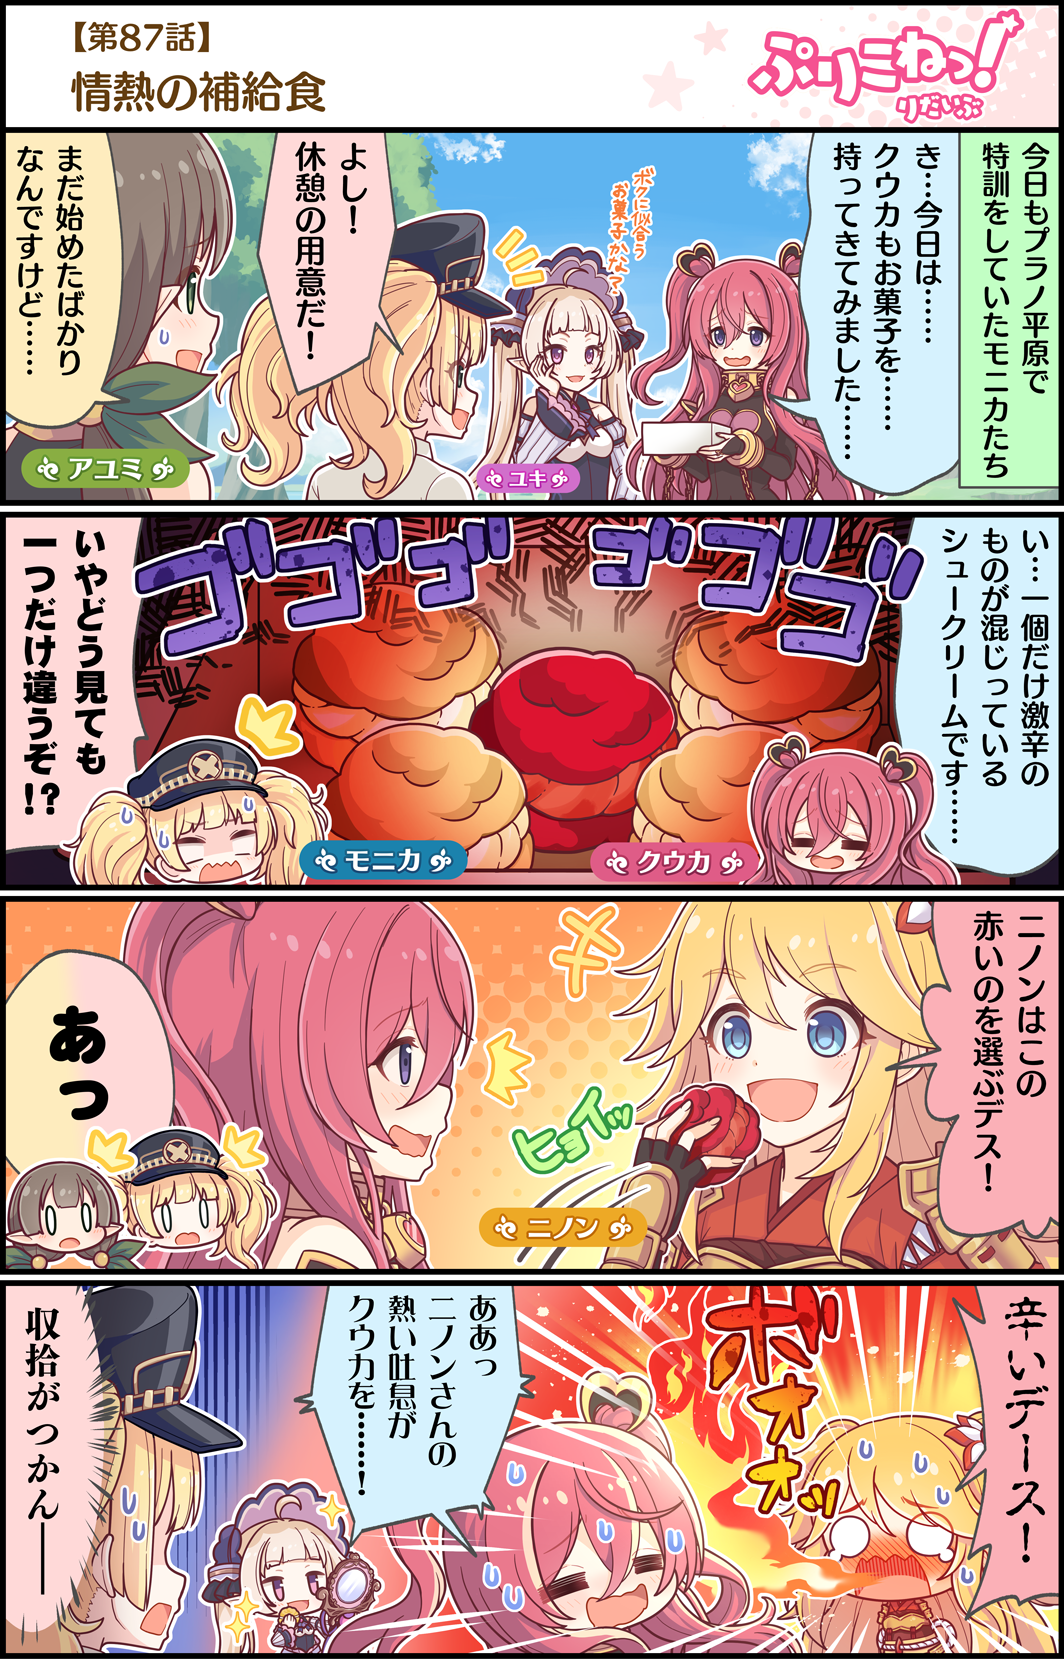 【第87話】
情熱の補給食
ぷりこねっ!
りだいぶ
今日もプラノ平原で
特訓をしていたモニカたち
き…今日は……
クウカもお菓子を……
持ってきてみました……
ボクに似合う
お菓子かな?
よし!
休憩の用意だ!
まだ始めたばかり
なんですけど……
アユミ
ユキ
い…一個だけ激辛の
ものが混じっている
シュークリームです……
ゴゴゴゴゴゴ
いやどう見ても
一つだけ違うぞ!?
モニカ
クウカ
ニノンはこの
赤いのを選ぶデス!
ヒョイッ
あっ
ニノン
辛いデース!
ボオオオッ
ああっ
ニノンさんの
熱い吐息が
クウカを……!
収拾がつかん――